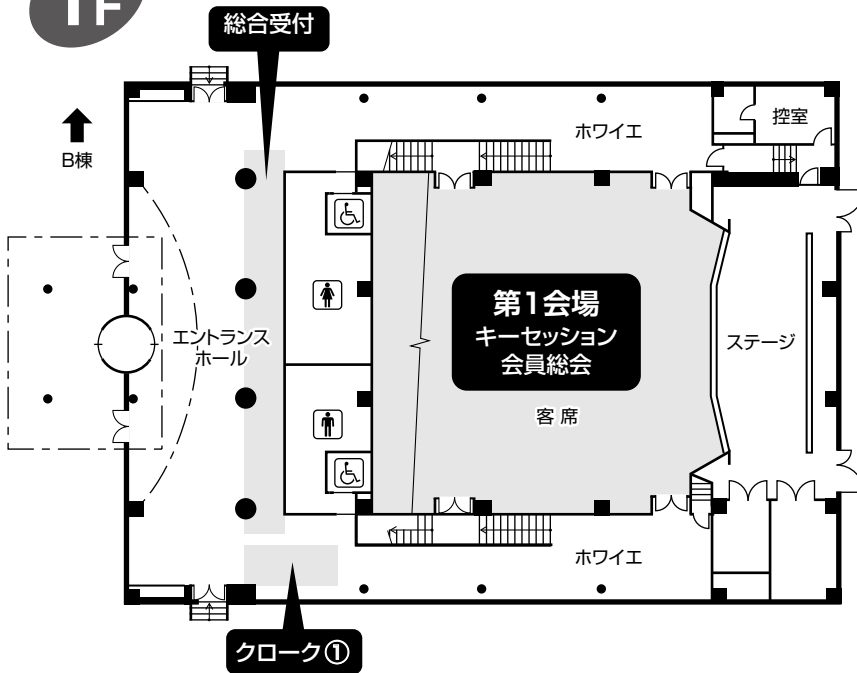 1F
総合受付
B棟
ホワイエ
控室
エントランス
ホール
第1会場
キーセッション
会員総会
ステージ
客席
ホワイエ
クローク①